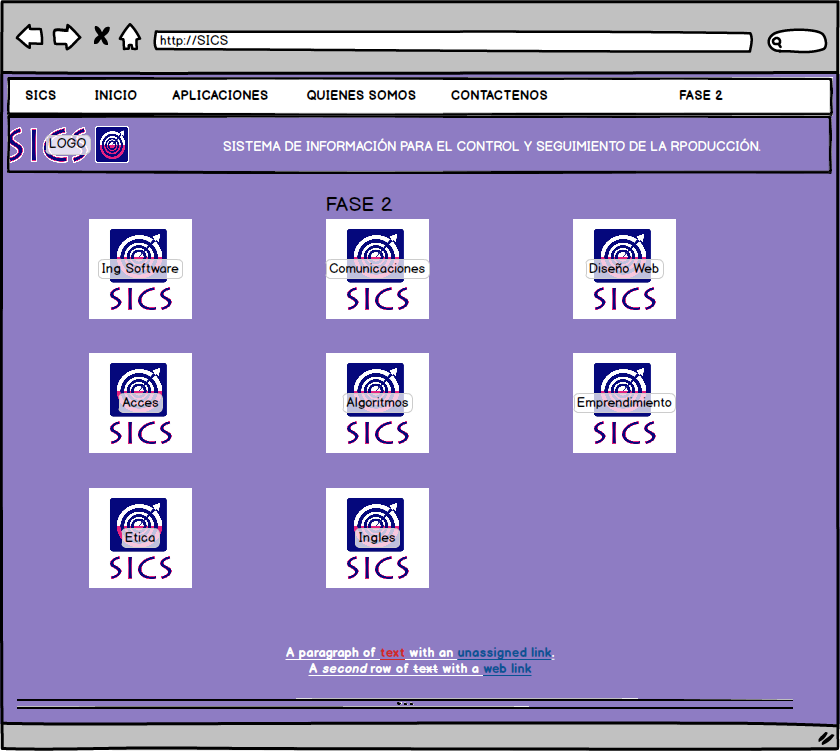 http://SICS
SICS INICIO APLICACIONES QUIENES SOMOS CONTACTENOS FASE 2
SICS LOGO SISTEMA DE INFORMACIÓN PARA EL CONTROL Y SEGUIMIENTO DE LA RPODUCCIÓN.
FASE 2
Ing Software Comunicaciones Diseño Web
SICS SICS SICS
Acces Algoritmos Emprendimiento
SICS SICS SICS
Etica Ingles
SICS SICS
A paragraph of text with an unassigned link.
A second row of text with a web link